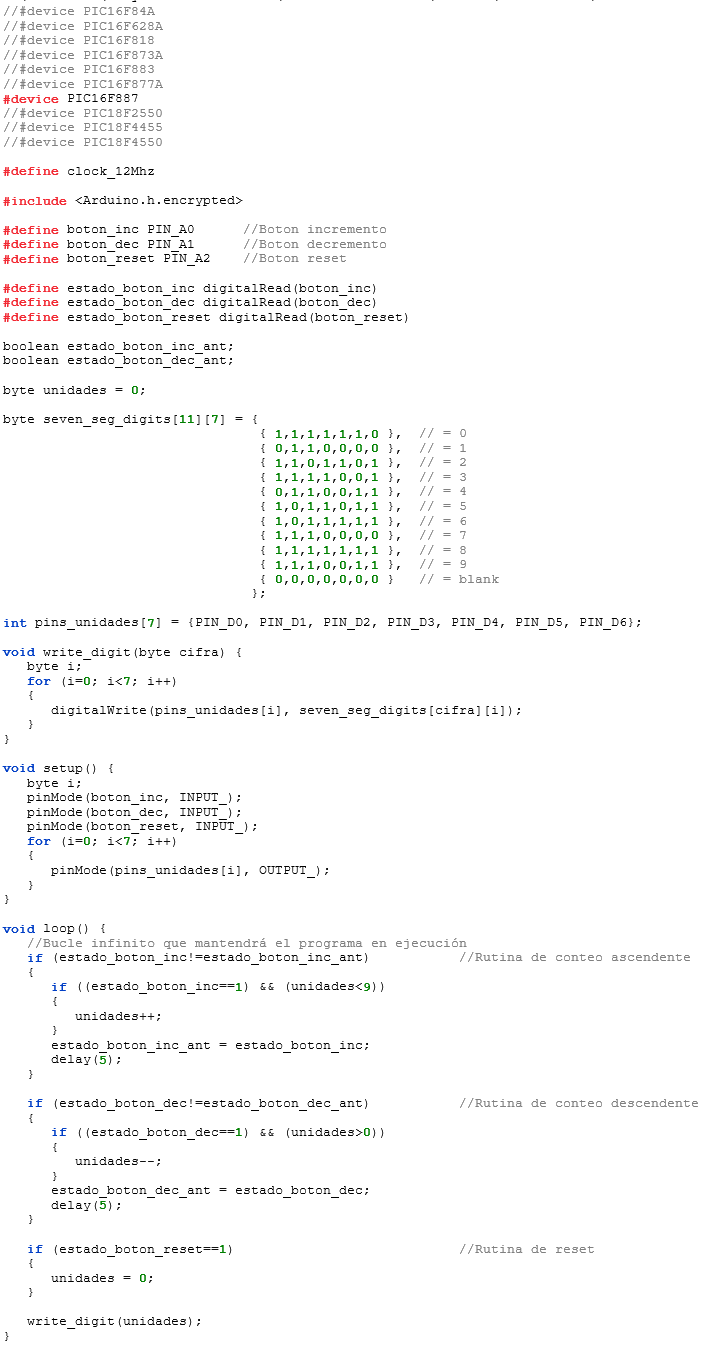 //#device PIC16F84A
//#device PIC16F628A
//#device PIC16F818
//#device PIC16F873A
//#device PIC16F883
//#device PIC16F877A
#device PIC16F887
//#device PIC18F2550
//#device PIC18F4455
//#device PIC18F4550
#define clock_12Mhz
#include <Arduino.h.encrypted>
#define boton_inc PIN_A0      //Boton incremento
#define boton_dec PIN_A1      //Boton decremento
#define boton_reset PIN_A2    //Boton reset
#define estado_boton_inc digitalRead(boton_inc)
#define estado_boton_dec digitalRead(boton_dec)
#define estado_boton_reset digitalRead(boton_reset)
boolean estado_boton_inc_ant;
boolean estado_boton_dec_ant;
byte unidades = 0;
byte seven_seg_digits[11][7] = {
                                { 1,1,1,1,1,1,0 },  // = 0
                                { 0,1,1,0,0,0,0 },  // = 1
                                { 1,1,0,1,1,0,1 },  // = 2
                                { 1,1,1,1,0,0,1 },  // = 3
                                { 0,1,1,0,0,1,1 },  // = 4
                                { 1,0,1,1,0,1,1 },  // = 5
                                { 1,0,1,1,1,1,1 },  // = 6
                                { 1,1,1,0,0,0,0 },  // = 7
                                { 1,1,1,1,1,1,1 },  // = 8
                                { 1,1,1,0,0,1,1 },  // = 9
                                { 0,0,0,0,0,0,0 }   // = blank
                               };
int pins_unidades[7] = {PIN_D0, PIN_D1, PIN_D2, PIN_D3, PIN_D4, PIN_D5, PIN_D6};
void write_digit(byte cifra) {
   byte i;
   for (i=0; i<7; i++)
   {
      digitalWrite(pins_unidades[i], seven_seg_digits[cifra][i]);
   }
}
void setup() {
   byte i;
   pinMode(boton_inc, INPUT_);
   pinMode(boton_dec, INPUT_);
   pinMode(boton_reset, INPUT_);
   for (i=0; i<7; i++)
   {
      pinMode(pins_unidades[i], OUTPUT_);
   }
}
void loop() {
   //Bucle infinito que mantendrá el programa en ejecución
   if (estado_boton_inc!=estado_boton_inc_ant)           //Rutina de conteo ascendente
   {
      if ((estado_boton_inc==1) && (unidades<9))
      {
         unidades++;
      }
      estado_boton_inc_ant = estado_boton_inc;
      delay(5);
   }
   if (estado_boton_dec!=estado_boton_dec_ant)           //Rutina de conteo descendente
   {
      if ((estado_boton_dec==1) && (unidades>0))
      {
         unidades--;
      }
      estado_boton_dec_ant = estado_boton_dec;
      delay(5);
   }
   if (estado_boton_reset==1)                            //Rutina de reset
   {
      unidades = 0;
   }
   write_digit(unidades);
}